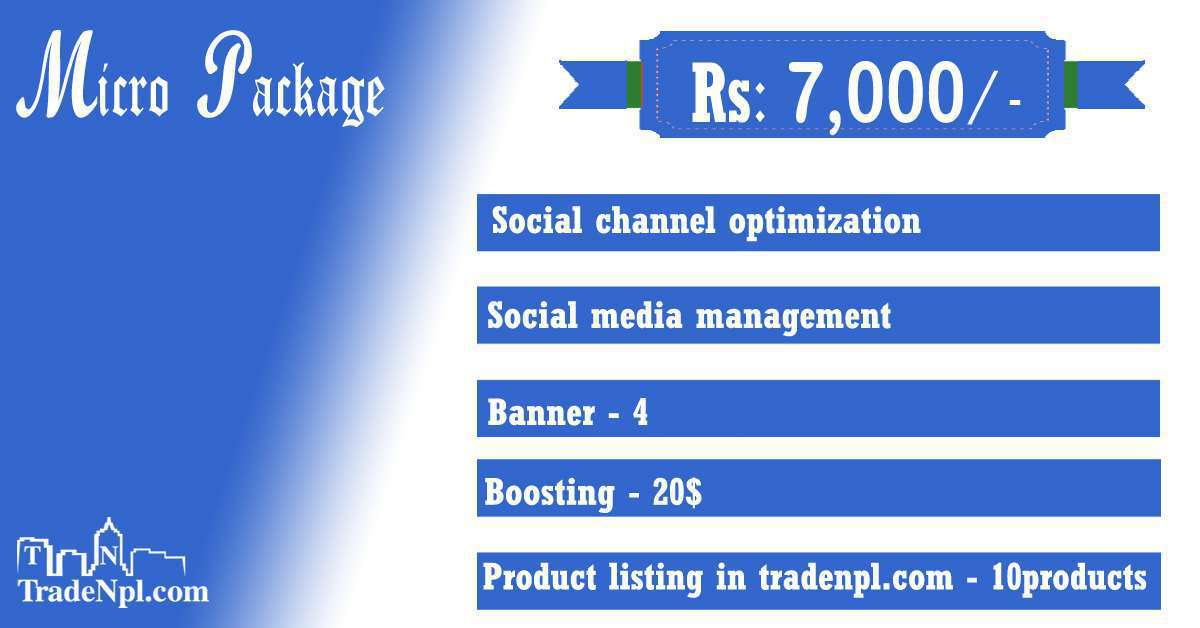 Micro Package
Rs: 7,000/-
Social channel optimization
Social media management
Banner - 4
Boosting - 20$
Product listing in tradenpl.com - 10products
T N
TradeNpl.com